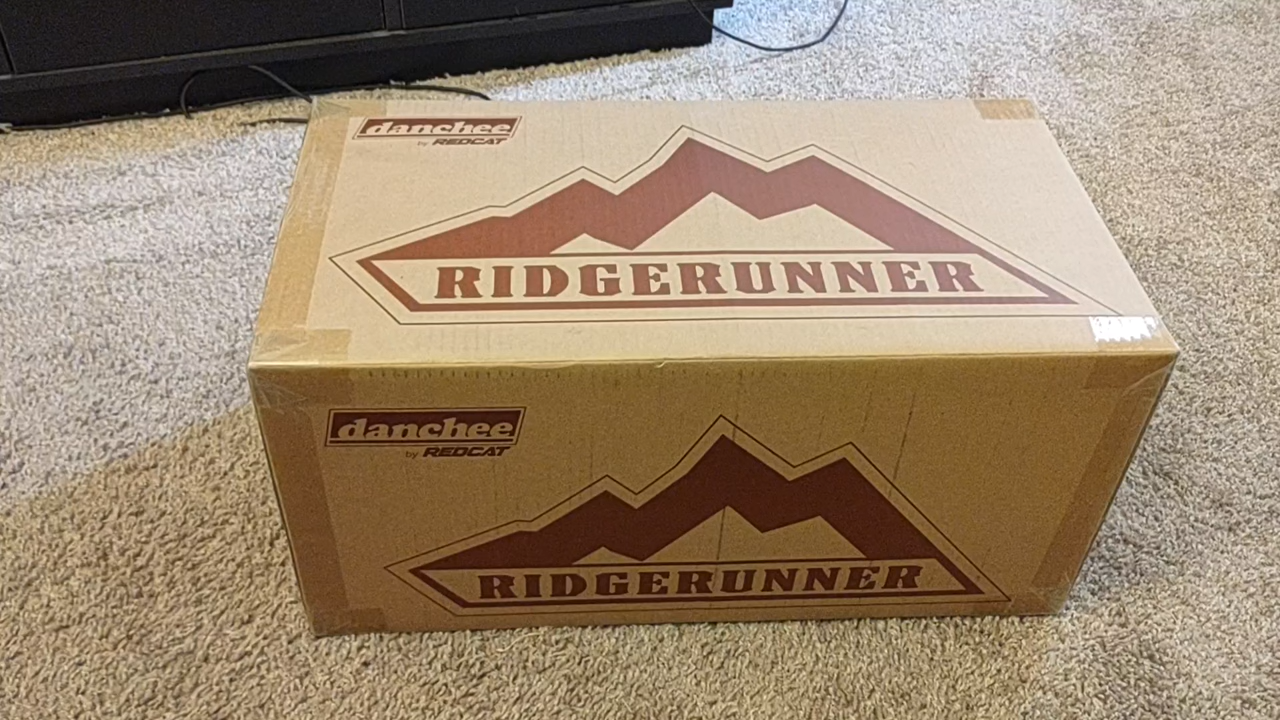 danchee
by REDCAT
RIDGERUNNER
danchee
by REDCAT
RIDGERUNNER